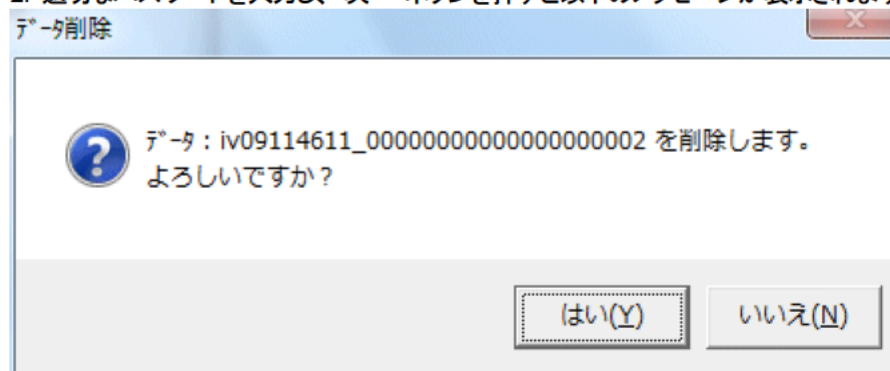 データ削除
データ：iv09114611_00000000000000000002 を削除します。
よろしいですか？
はい(Y)
いいえ(N)